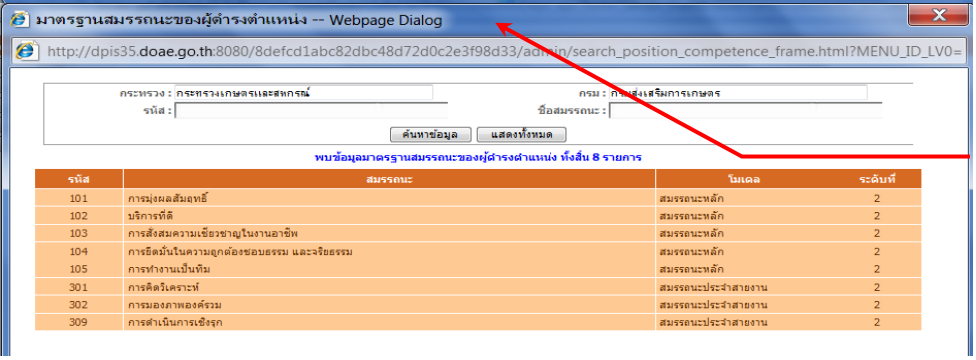 มาตรฐานสมรรถนะของผู้ดำรงตำแหน่ง -- Webpage Dialog
http://dpis35.doae.go.th:8080/8defcd1abc82dbc48d72d0c2e3f98d33/admin/search_position_competence_frame.html?MENU_ID_LV0=
กระทรวง : กระทรวงเกษตรและสหกรณ์ กรม : กรมส่งเสริมการเกษตร
รหัส : ชื่อสมรรถนะ :
ค้นหาข้อมูล แสดงทั้งหมด
พบข้อมูลมาตรฐานสมรรถนะของผู้ดำรงตำแหน่ง ทั้งสิ้น 8 รายการ
รหัส สมรรถนะ โมเดล ระดับที่
101 การมุ่งผลสัมฤทธิ์ สมรรถนะหลัก 2
102 บริการที่ดี สมรรถนะหลัก 2
103 การสั่งสมความเชี่ยวชาญในงานอาชีพ สมรรถนะหลัก 2
104 การยึดมั่นในความถูกต้องชอบธรรม และจริยธรรม สมรรถนะหลัก 2
105 การทำงานเป็นทีม สมรรถนะหลัก 2
301 การคิดวิเคราะห์ สมรรถนะประจำสายงาน 2
302 การมองภาพองค์รวม สมรรถนะประจำสายงาน 2
309 การดำเนินการเชิงรุก สมรรถนะประจำสายงาน 2